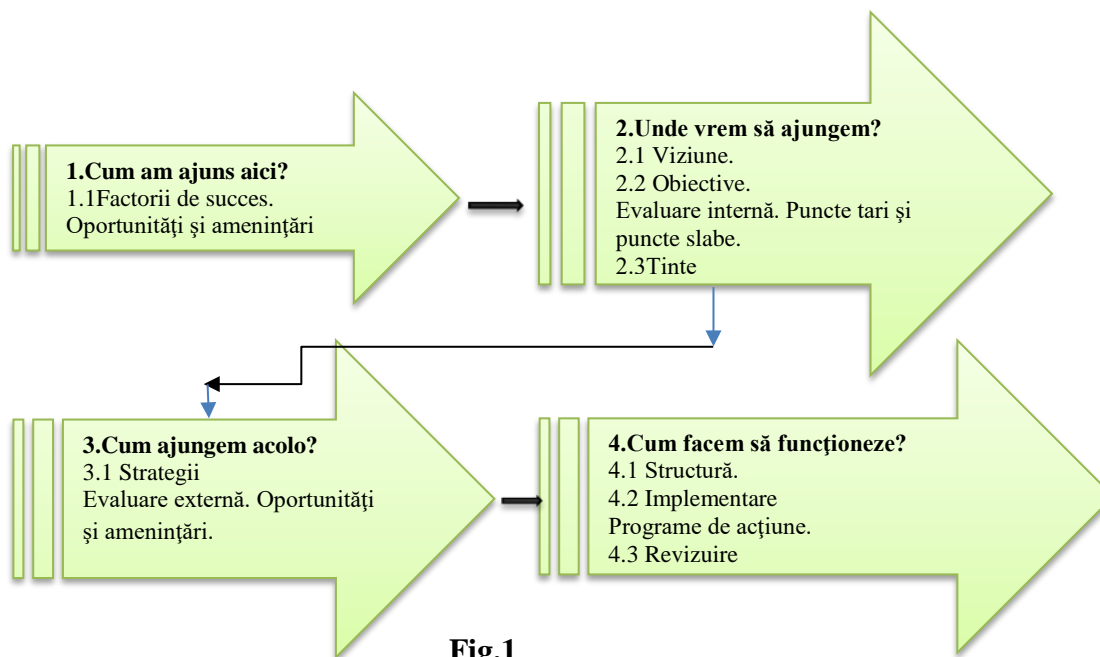 1.Cum am ajuns aici?
1.1Factorii de succes.
Oportunităţi şi ameninţări
2.Unde vrem să ajungem?
2.1 Viziune.
2.2 Obiective.
Evaluare internă. Puncte tari şi
puncte slabe.
2.3Tinte
3.Cum ajungem acolo?
3.1 Strategii
Evaluare externă. Oportunităţi
şi ameninţări.
4.Cum facem să funcţioneze?
4.1 Structură.
4.2 Implementare
Programe de acţiune.
4.3 Revizuire
Fig.1